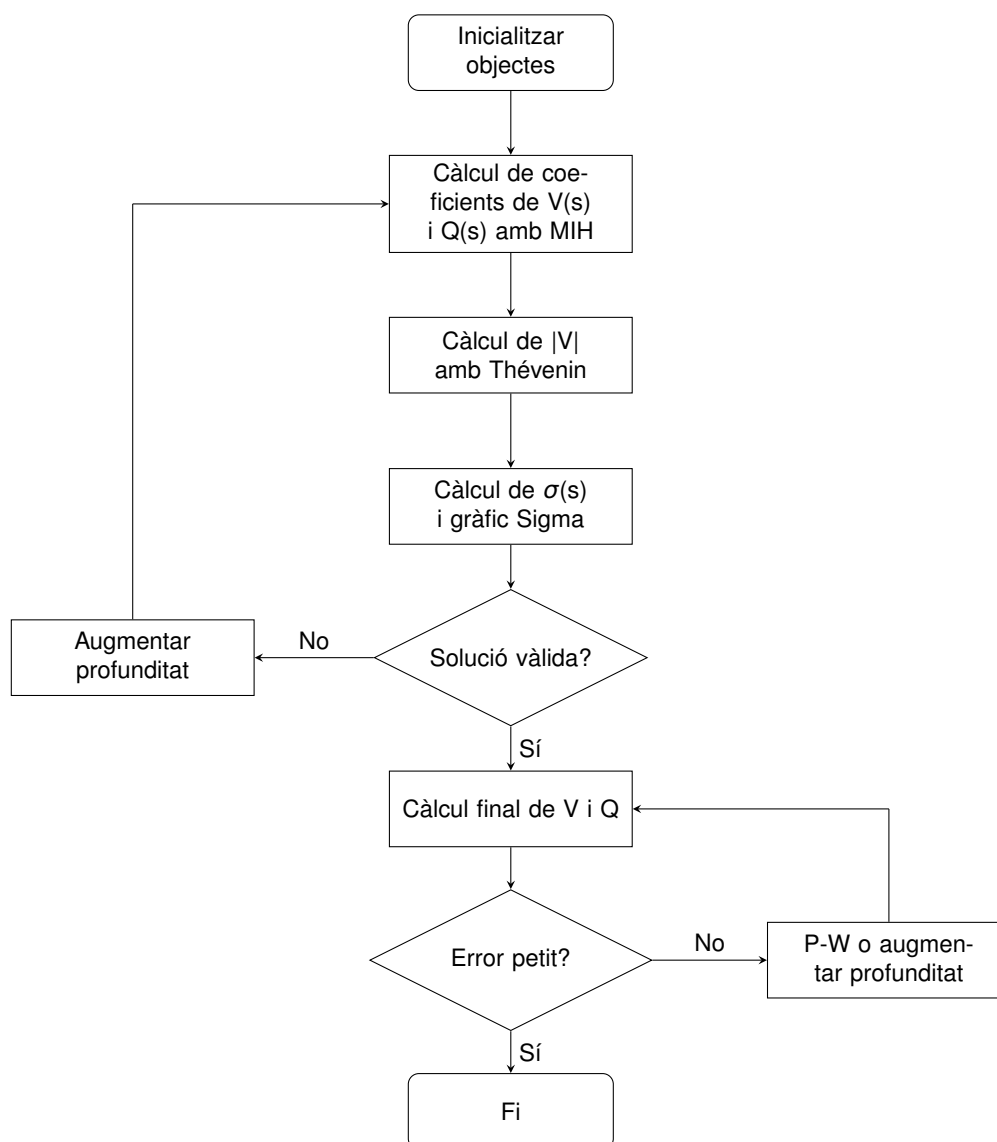 Inicialitzar
objectes
Càlcul de coe-
ficients de V(s)
i Q(s) amb MIH
Càlcul de |V|
amb Thévenin
Càlcul de σ(s)
i gràfic Sigma
Augmentar
profunditat
No
Solució vàlida?
Sí
Càlcul final de V i Q
Error petit?
No
P-W o augmen-
tar profunditat
Sí
Fi